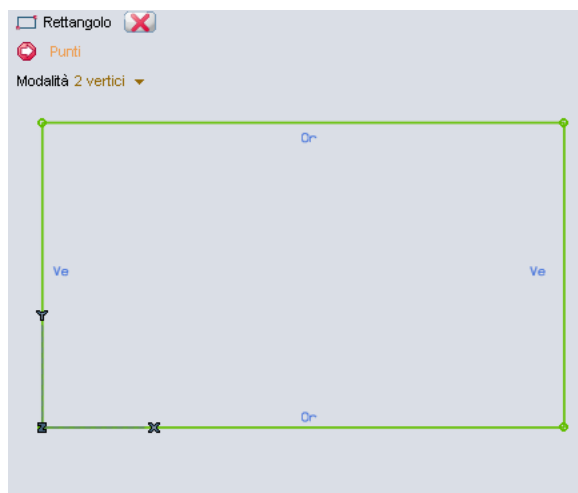 Rettangolo
Punti
Modalità 2 vertici
Or
Ve Ve
Y
Or
Z X